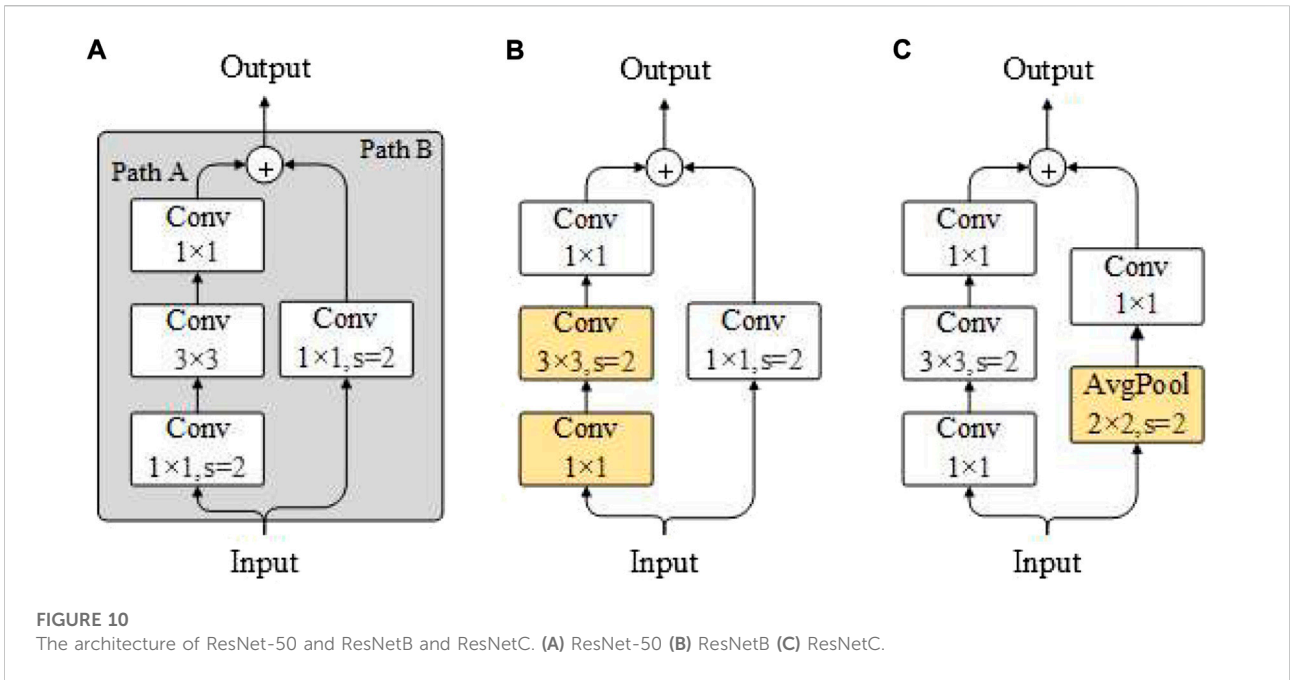 A
Output
Path B
Path A
+
Conv
1×1
Conv
3×3
Conv
1×1,s=2
Conv
1×1,s=2
Input
B
Output
+
Conv
1×1
Conv
3×3,s=2
Conv
1×1
Conv
1×1,s=2
Input
C
Output
+
Conv
1×1
Conv
3×3,s=2
Conv
1×1
Conv
1×1
AvgPool
2×2,s=2
Input
FIGURE 10
The architecture of ResNet-50 and ResNetB and ResNetC. (A) ResNet-50 (B) ResNetB (C) ResNetC.